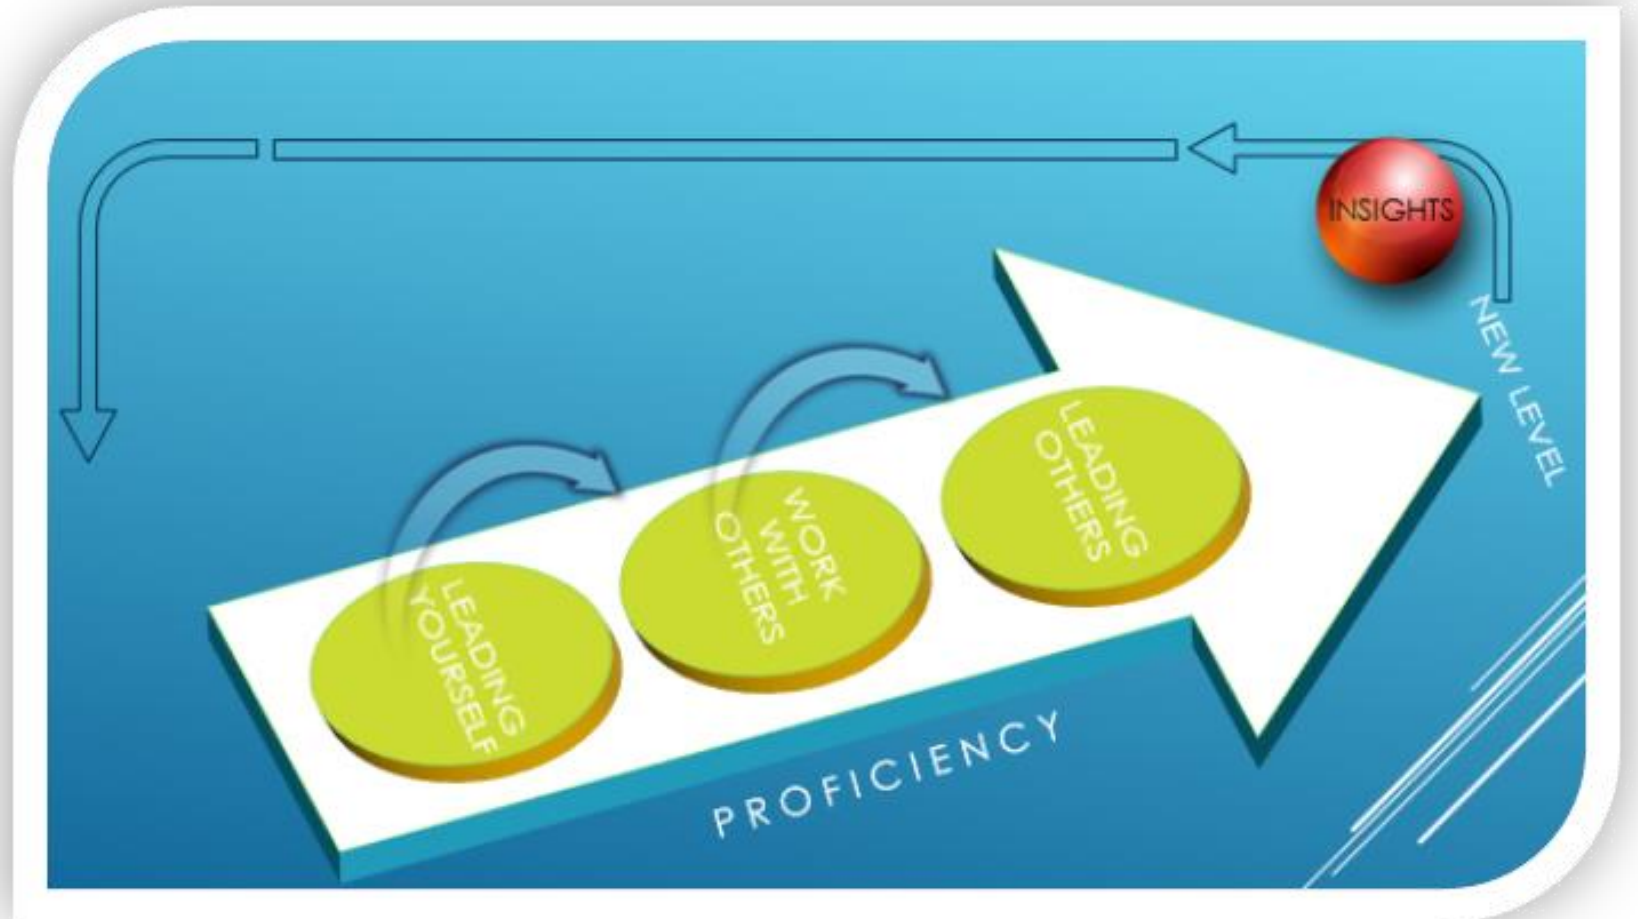 INSIGHTS
NEW LEVEL
LEADING
YOURSELF
WORK
WITH
OTHERS
LEADING
OTHERS
PROFICIENCY